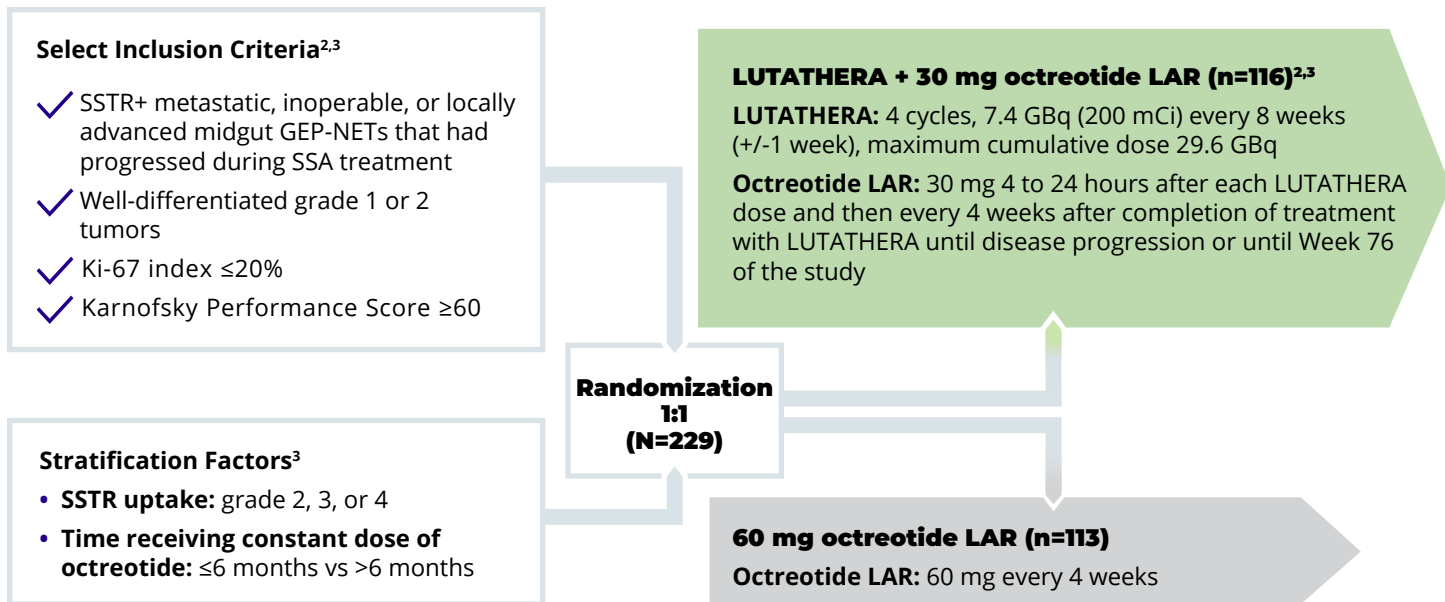 Select Inclusion Criteria2,3
SSTR+ metastatic, inoperable, or locally
advanced midgut GEP-NETs that had
progressed during SSA treatment
Well-differentiated grade 1 or 2
tumors
Ki-67 index ≤20%
Karnofsky Performance Score ≥60
Stratification Factors3
• SSTR uptake: grade 2, 3, or 4
• Time receiving constant dose of
octreotide: ≤6 months vs >6 months
Randomization
1:1
(N=229)
LUTATHERA + 30 mg octreotide LAR (n=116)2,3
LUTATHERA: 4 cycles, 7.4 GBq (200 mCi) every 8 weeks
(+/-1 week), maximum cumulative dose 29.6 GBq
Octreotide LAR: 30 mg 4 to 24 hours after each LUTATHERA
dose and then every 4 weeks after completion of treatment
with LUTATHERA until disease progression or until Week 76
of the study
60 mg octreotide LAR (n=113)
Octreotide LAR: 60 mg every 4 weeks